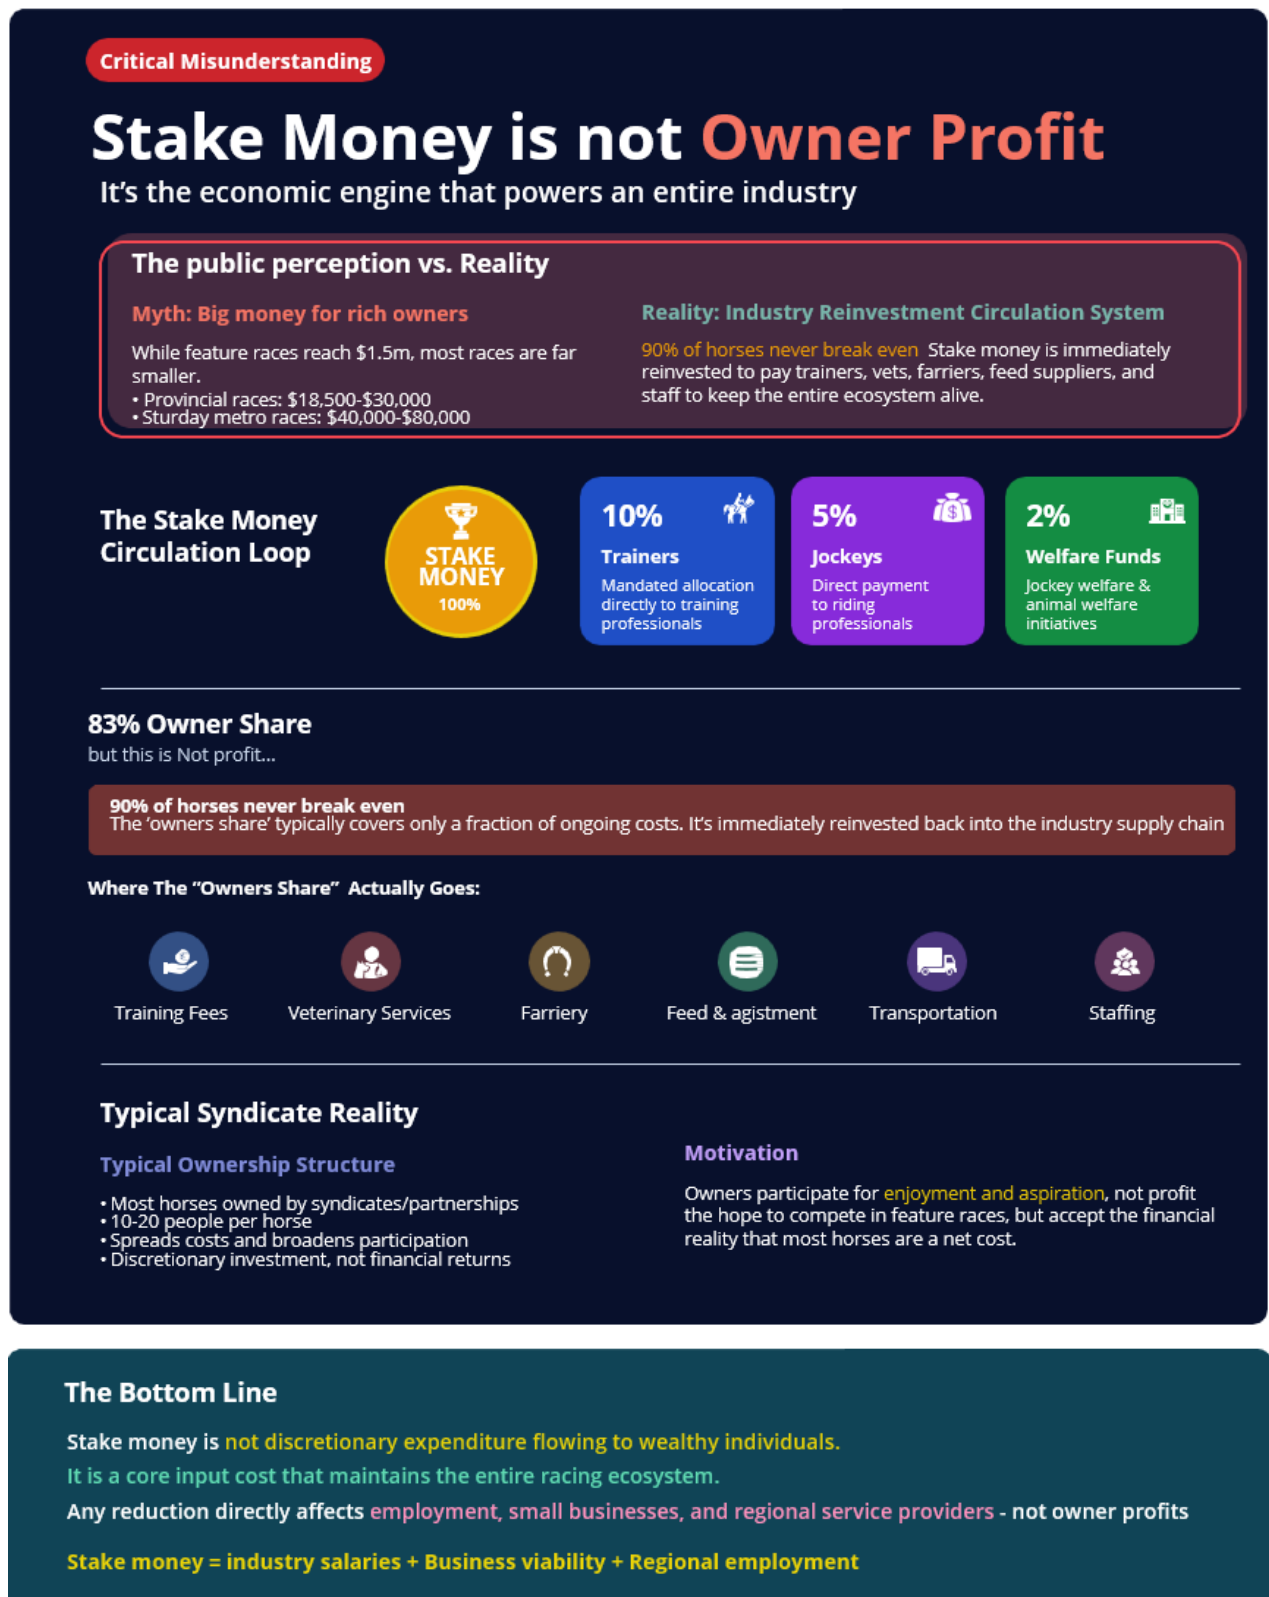 Critical Misunderstanding
Stake Money is not Owner Profit
It's the economic engine that powers an entire industry
The public perception vs. Reality
Myth: Big money for rich owners
While feature races reach $1.5m, most races are far
smaller.
• Provincial races: $18,500-$30,000
• Sturday metro races: $40,000-$80,000
Reality: Industry Reinvestment Circulation System
90% of horses never break even Stake money is immediately
reinvested to pay trainers, vets, farriers, feed suppliers, and
staff to keep the entire ecosystem alive.
The Stake Money
Circulation Loop
STAKE
MONEY
100%
10%
Trainers
Mandated allocation
directly to training
professionals
5%
Jockeys
Direct payment
to riding
professionals
2%
Welfare Funds
Jockey welfare &
animal welfare
initiatives
83% Owner Share
but this is Not profit...
90% of horses never break even
The ‘owners share’ typically covers only a fraction of ongoing costs. It’s immediately reinvested back into the industry supply chain
Where The “Owners Share” Actually Goes:
Training Fees
Veterinary Services
Farriery
Feed & agistment
Transportation
Staffing
Typical Syndicate Reality
Typical Ownership Structure
• Most horses owned by syndicates/partnerships
• 10-20 people per horse
• Spreads costs and broadens participation
• Discretionary investment, not financial returns
Motivation
Owners participate for enjoyment and aspiration, not profit
the hope to compete in feature races, but accept the financial
reality that most horses are a net cost.
The Bottom Line
Stake money is not discretionary expenditure flowing to wealthy individuals.
It is a core input cost that maintains the entire racing ecosystem.
Any reduction directly affects employment, small businesses, and regional service providers - not owner profits
Stake money = industry salaries + Business viability + Regional employment